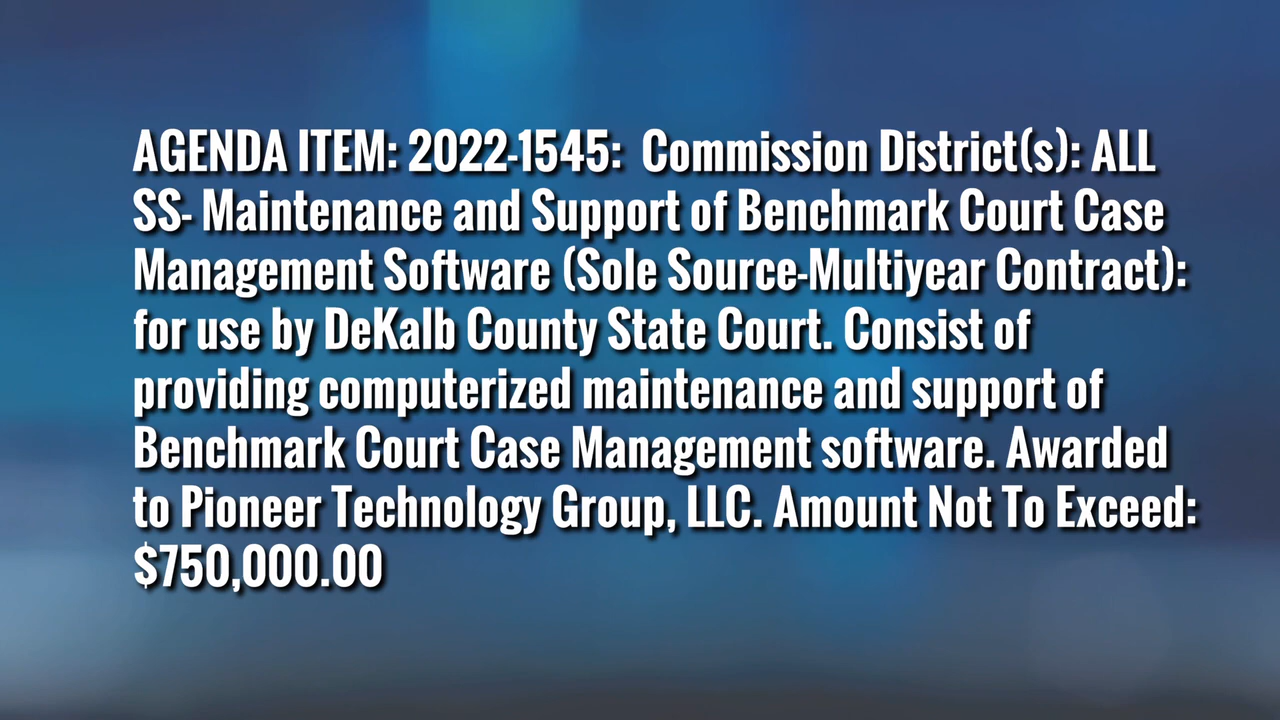 AGENDA ITEM: 2022-1545:  Commission District(s): ALL
SS- Maintenance and Support of Benchmark Court Case
Management Software (Sole Source-Multiyear Contract):
for use by DeKalb County State Court. Consist of
providing computerized maintenance and support of
Benchmark Court Case Management software. Awarded
to Pioneer Technology Group, LLC. Amount Not To Exceed:
$750,000.00